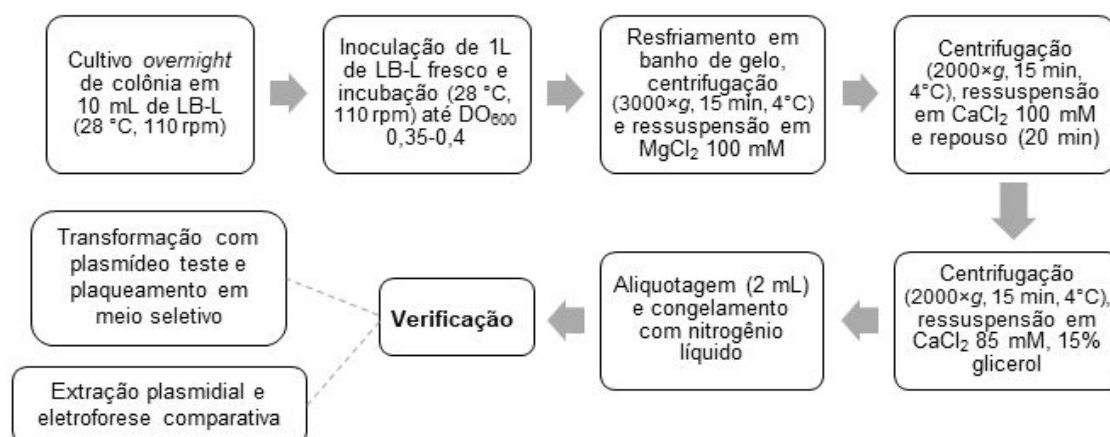 Cultivo overnight
de colônia em
10 mL de LB-L
(28 °C, 110 rpm)
Inoculação de 1L
de LB-L fresco e
incubação (28 °C,
110 rpm) até DO₆₀₀
0,35-0,4
Resfriamento em
banho de gelo,
centrifugação
(3000×g, 15 min, 4°C)
e ressuspensão em
MgCl₂ 100 mM
Centrifugação
(2000×g, 15 min,
4°C), ressuspensão
em CaCl₂ 100 mM
e repouso (20 min)
Centrifugação
(2000×g, 15 min, 4°C),
ressuspensão em
CaCl₂ 85 mM, 15%
glicerol
Aliquotagem (2 mL)
e congelamento
com nitrogênio
líquido
Verificação
Transformação com
plasmídeo teste e
plaqueamento em
meio seletivo
Extração plasmidial e
eletroforese comparativa